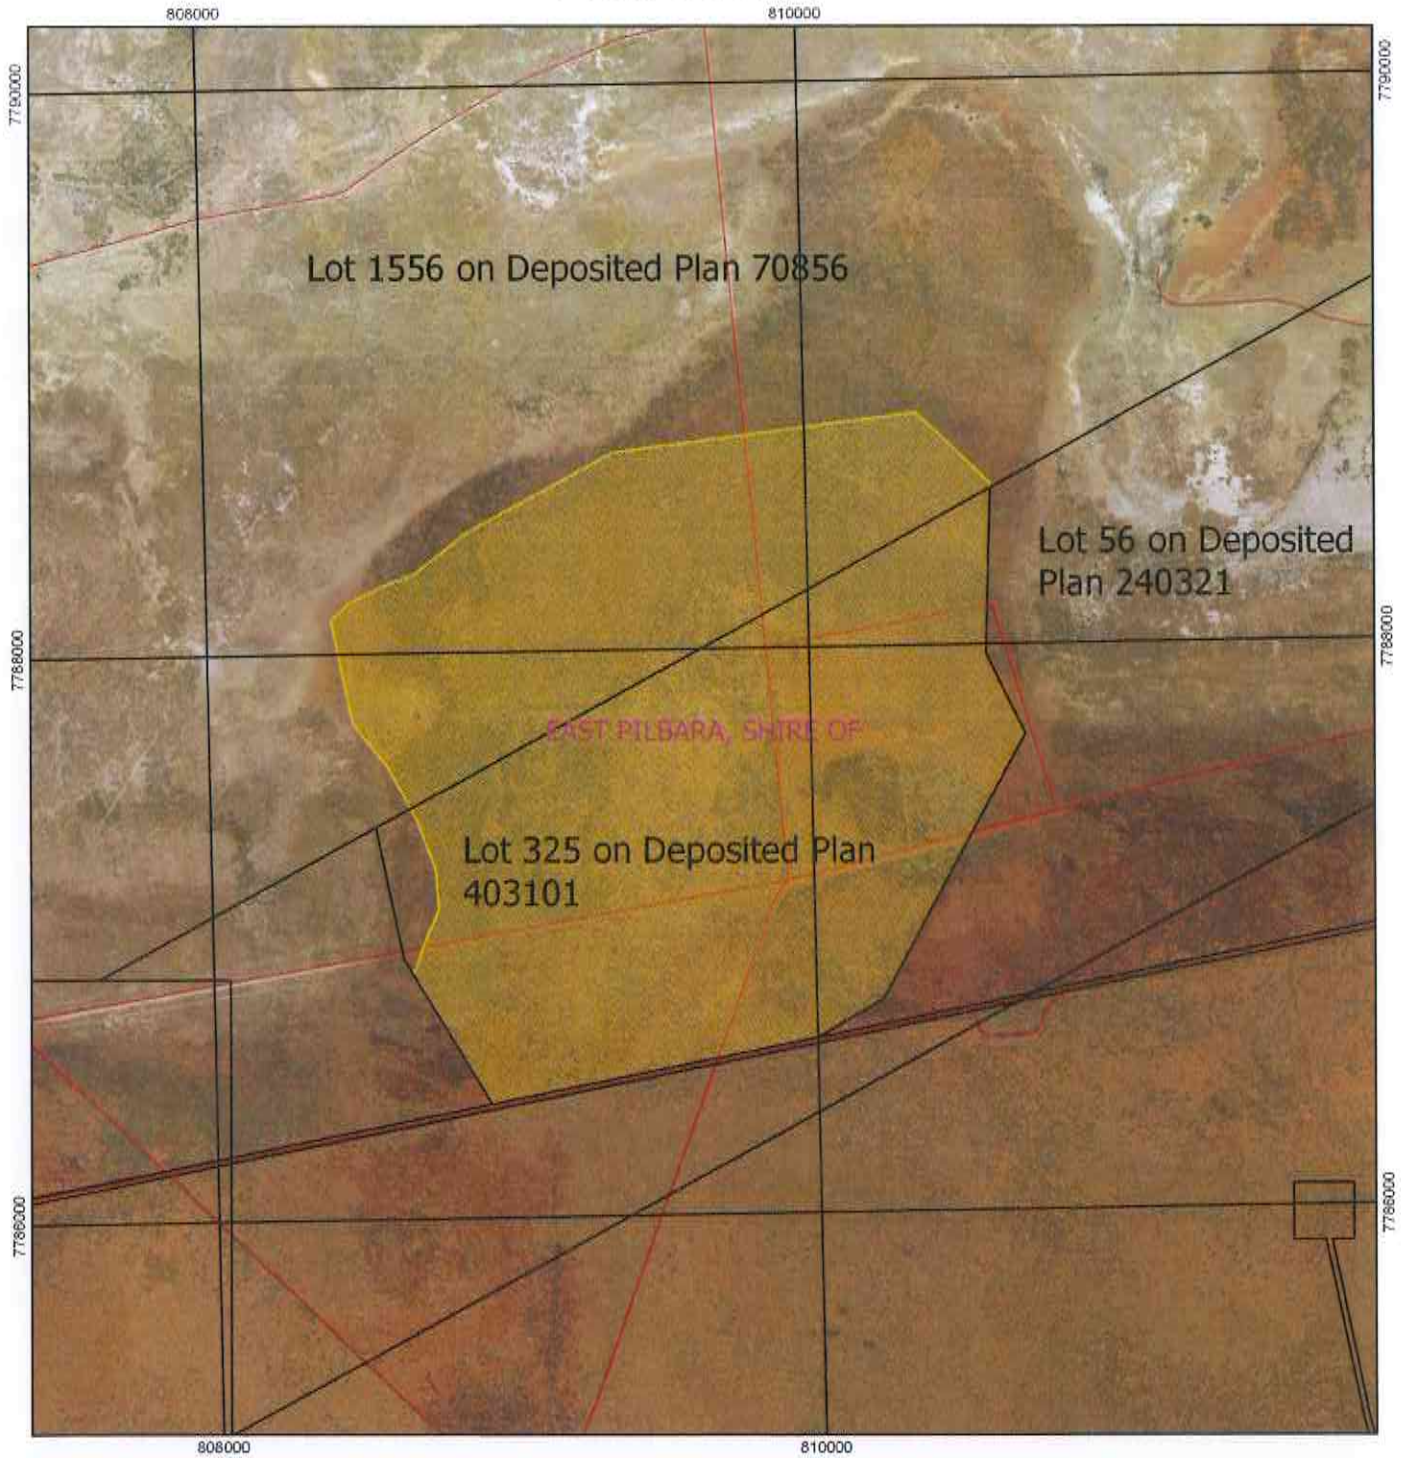 808000
810000
7790000
7790000
Lot 1556 on Deposited Plan 70856
Lot 56 on Deposited
Plan 240321
7788000
7788000
EAST PILBARA, SHIRE OF
Lot 325 on Deposited Plan
403101
7786000
7786000
808000
810000